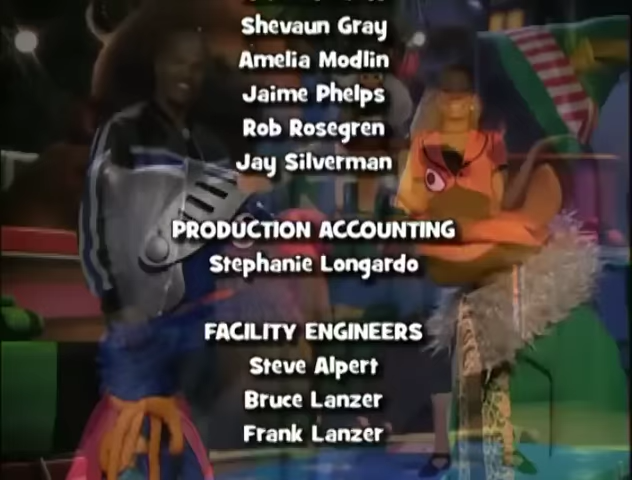 Shevaun Gray
Amelia Modlin
Jaime Phelps
Rob Rosegren
Jay Silverman
PRODUCTION ACCOUNTING
Stephanie Longardo
FACILITY ENGINEERS
Steve Alpert
Bruce Lanzer
Frank Lanzer